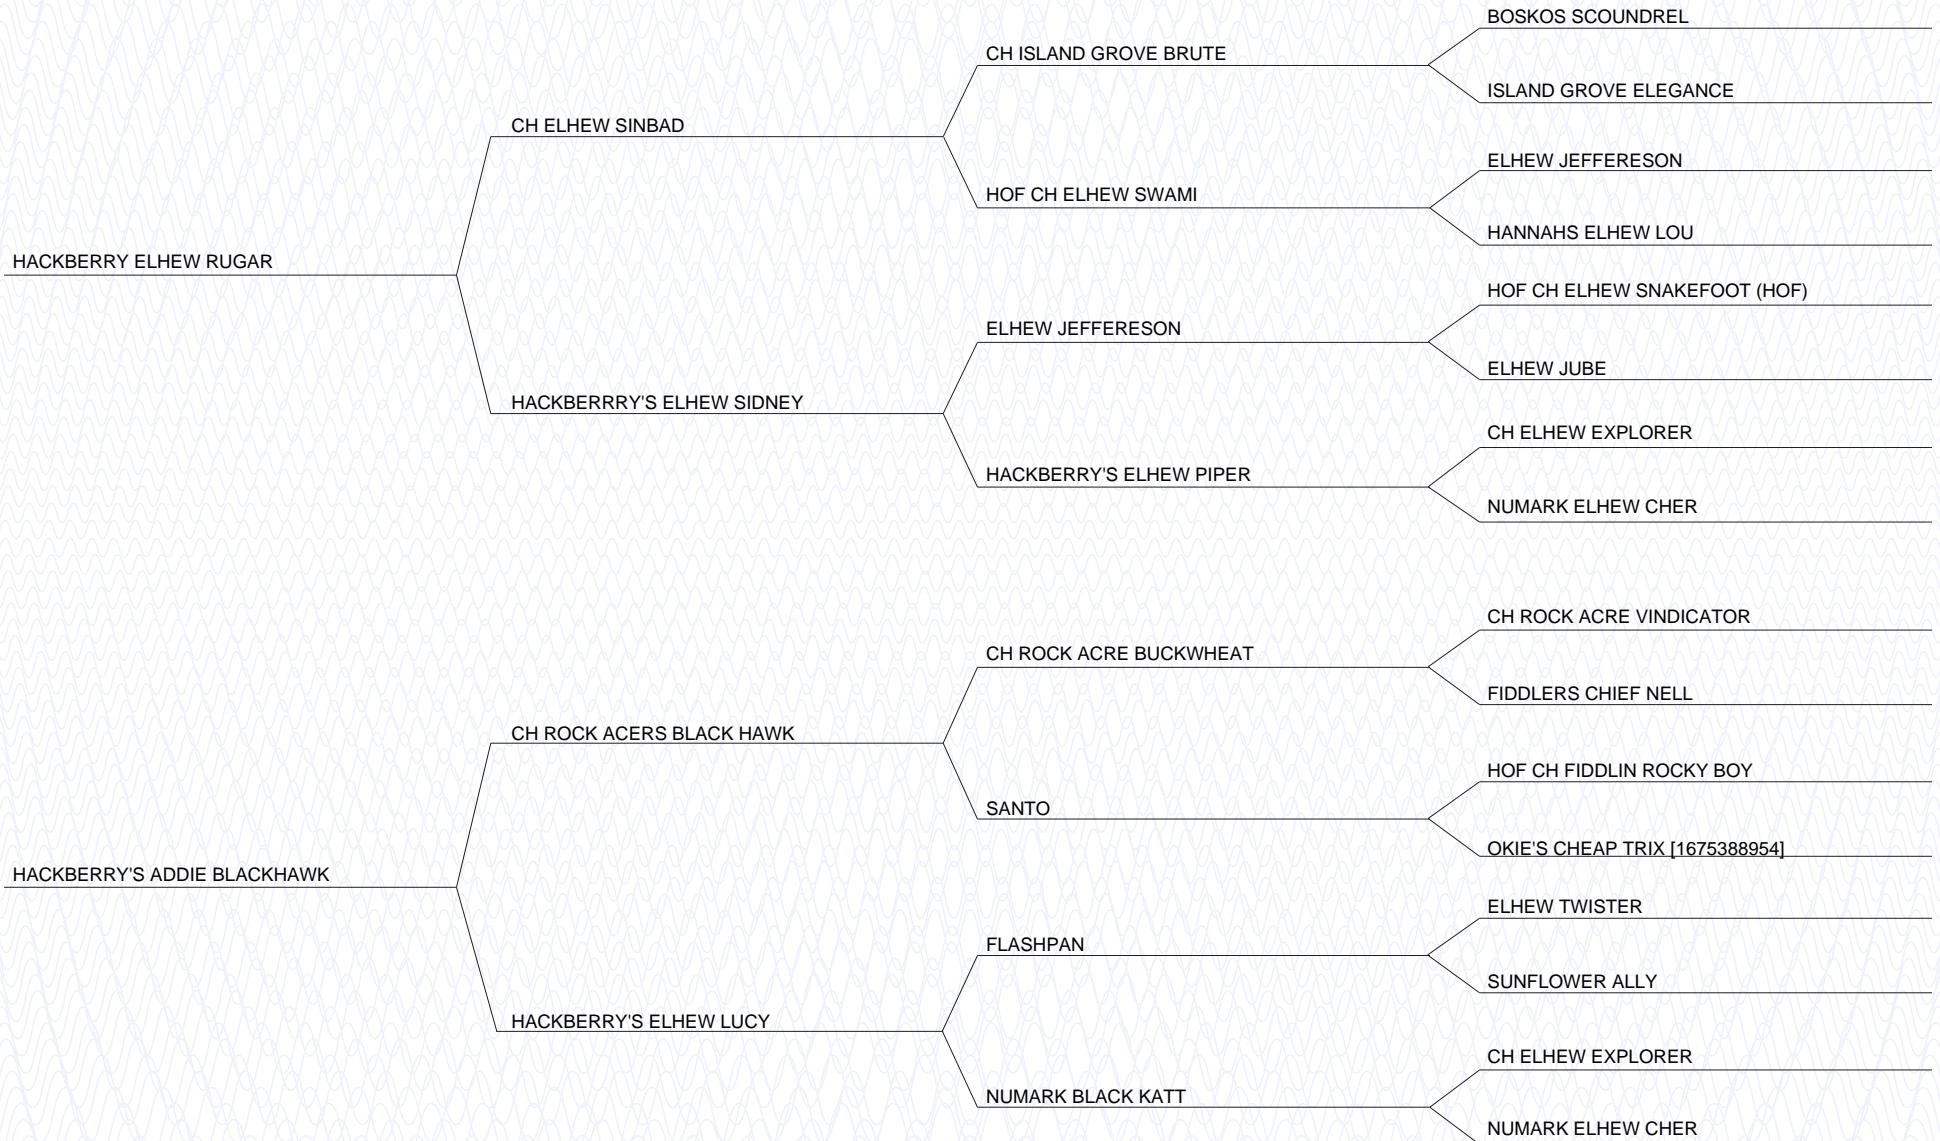 BOSKOS SCOUNDREL
CH ISLAND GROVE BRUTE
ISLAND GROVE ELEGANCE
CH ELHEW SINBAD
ELHEW JEFFERESON
HOF CH ELHEW SWAMI
HANNAHS ELHEW LOU
HACKBERRY ELHEW RUGAR
HOF CH ELHEW SNAKEFOOT (HOF)
ELHEW JEFFERESON
ELHEW JUBE
HACKBERRRY'S ELHEW SIDNEY
CH ELHEW EXPLORER
HACKBERRY'S ELHEW PIPER
NUMARK ELHEW CHER
CH ROCK ACRE VINDICATOR
CH ROCK ACRE BUCKWHEAT
FIDDLERS CHIEF NELL
CH ROCK ACERS BLACK HAWK
HOF CH FIDDLIN ROCKY BOY
SANTO
OKIE'S CHEAP TRIX [1675388954]
HACKBERRY'S ADDIE BLACKHAWK
ELHEW TWISTER
FLASHPAN
SUNFLOWER ALLY
HACKBERRY'S ELHEW LUCY
CH ELHEW EXPLORER
NUMARK BLACK KATT
NUMARK ELHEW CHER